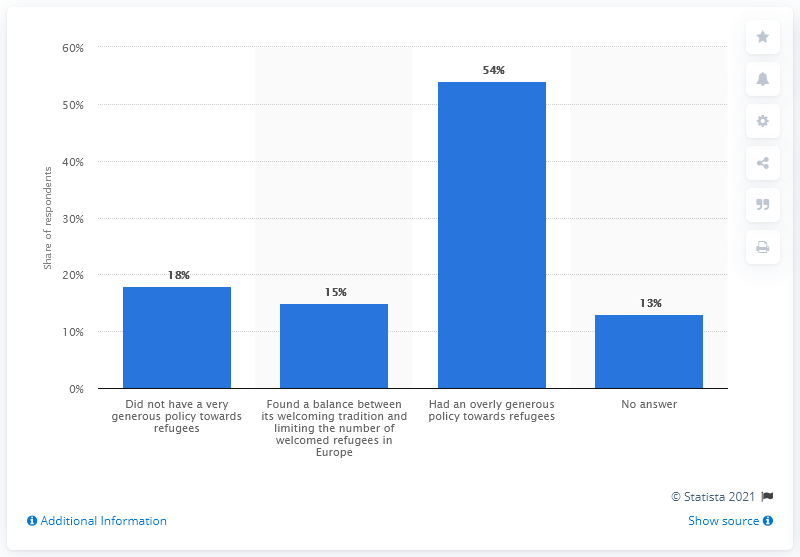 60%
50%
40%
30%
20%
10%
0%
Share of respondents
18%
15%
54%
13%
Did not have a very
generous policy towards
refugees
Found a balance between
its welcoming tradition and
limiting the number of
welcomed refugees in
Europe
Had an overly generous
policy towards refugees
No answer
© Statista 2021
Additional Information
Show source